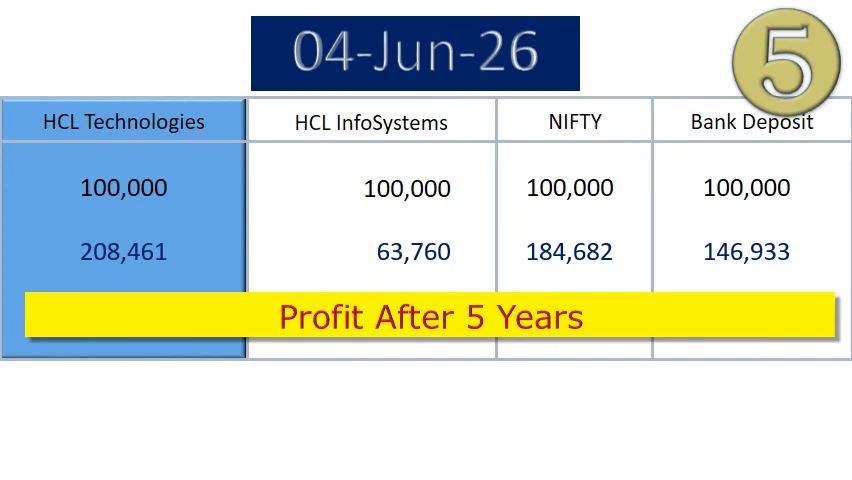 04-Jun-26
5
HCL Technologies HCL InfoSystems NIFTY Bank Deposit
100,000 100,000 100,000 100,000
208,461 63,760 184,682 146,933
Profit After 5 Years